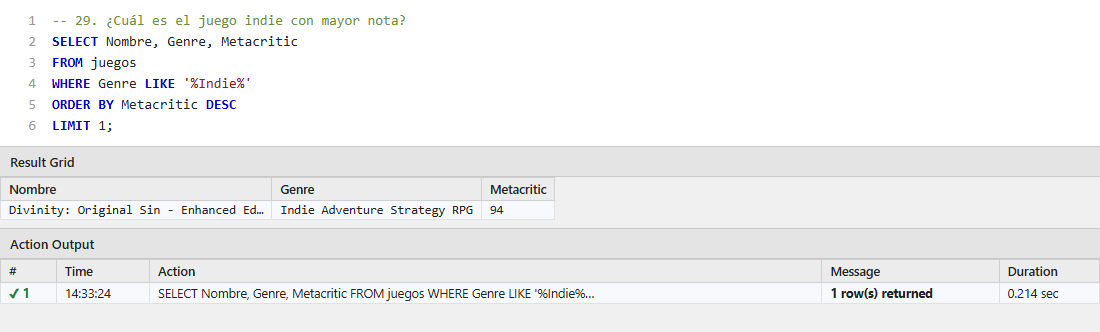 1 -- 29. ¿Cuál es el juego indie con mayor nota?
2 SELECT Nombre, Genre, Metacritic
3 FROM juegos
4 WHERE Genre LIKE '%Indie%'
5 ORDER BY Metacritic DESC
6 LIMIT 1;
Result Grid
Nombre Genre Metacritic
Divinity: Original Sin - Enhanced Ed… Indie Adventure Strategy RPG 94
Action Output
# Time Action Message Duration
✓ 1 14:33:24 SELECT Nombre, Genre, Metacritic FROM juegos WHERE Genre LIKE '%Indie%… 1 row(s) returned 0.214 sec